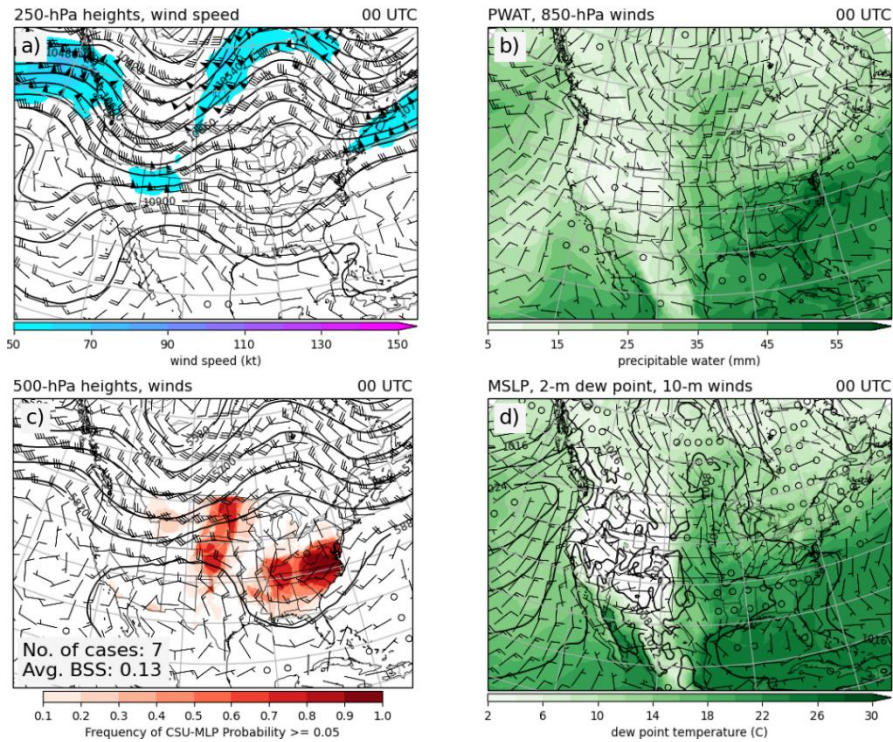 250-hPa heights, wind speed 00 UTC
a)
10900
50 70 90 110 130 150
wind speed (kt)
PWAT, 850-hPa winds 00 UTC
b)
5 15 25 35 45 55
precipitable water (mm)
500-hPa heights, winds 00 UTC
c)
No. of cases: 7
Avg. BSS: 0.13
0.1 0.2 0.3 0.4 0.5 0.6 0.7 0.8 0.9 1.0
Frequency of CSU-MLP Probability >= 0.05
MSLP, 2-m dew point, 10-m winds 00 UTC
d)
1016
1016
2 6 10 14 18 22 26 30
dew point temperature (C)